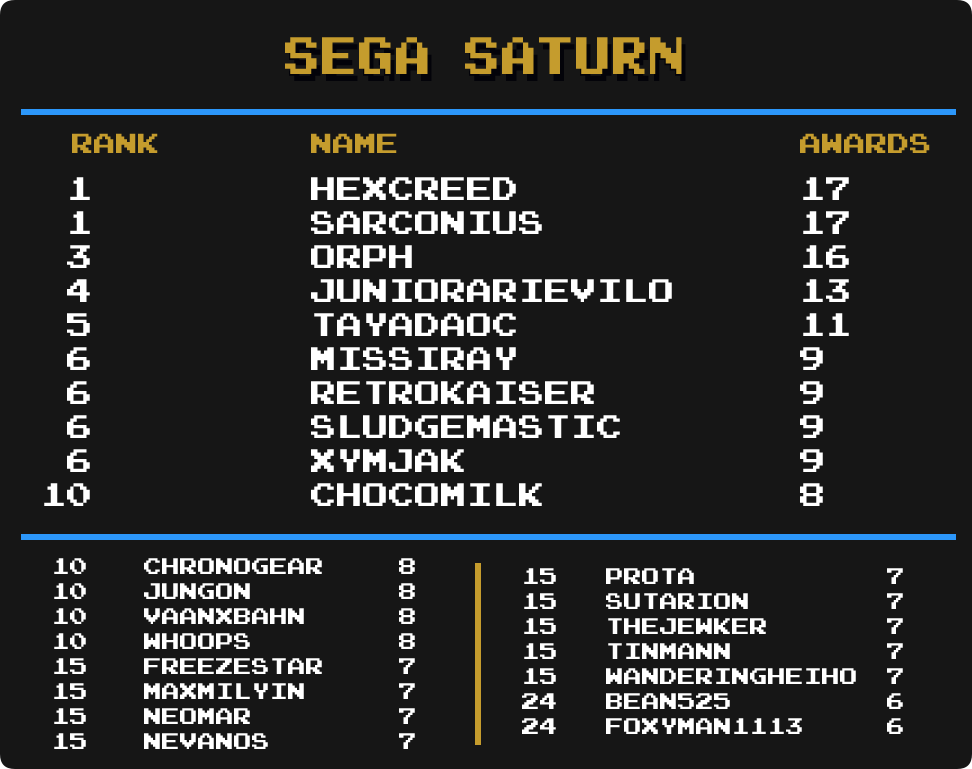 SEGA SATURN
RANK NAME AWARDS
1 HEXCREED 17
1 SARCONIUS 17
3 ORPH 16
4 JUNIORARIEVILO 13
5 TAYADAOC 11
6 MISSIRAY 9
6 RETROKAISER 9
6 SLUDGEMASTIC 9
6 XYMJAK 9
10 CHOCOMILK 8
10 CHRONOGEAR 8
10 JUNGON 8
10 VAANXBAHN 8
10 WHOOPS 8
15 FREEZESTAR 7
15 MAXMILYIN 7
15 NEOMAR 7
15 NEVANOS 7
15 PROTA 7
15 SUTARION 7
15 THEJEWKER 7
15 TINMANN 7
15 WANDERINGHEIHO 7
24 BEAN525 6
24 FOXYMAN1113 6